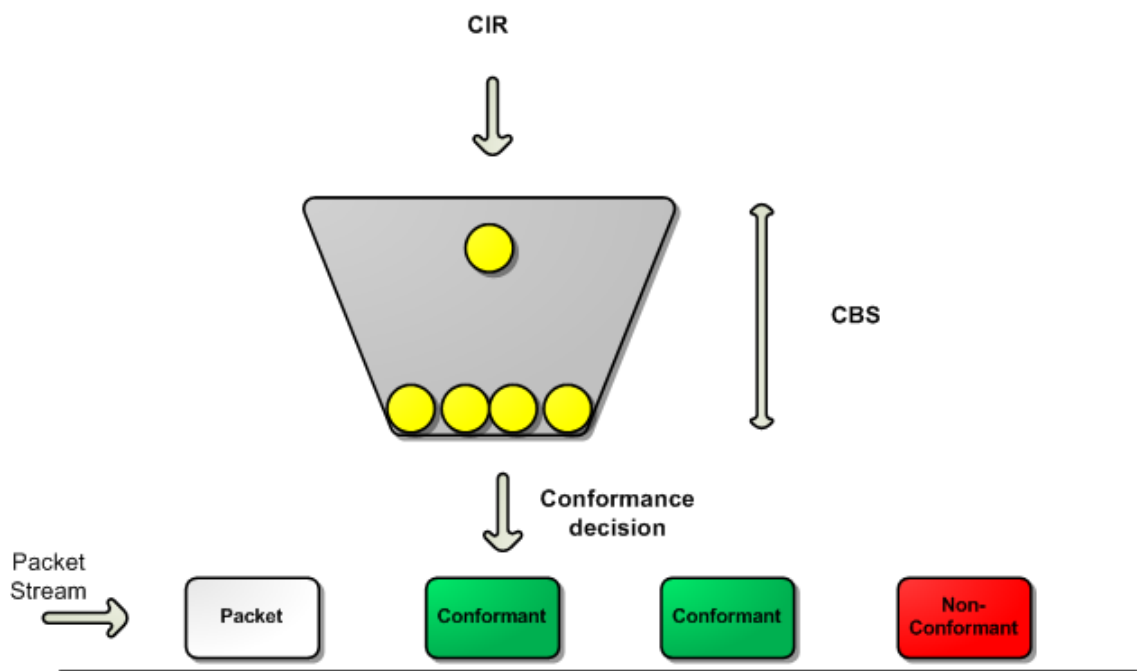 CIR
CBS
Conformance
decision
Packet
Stream
Packet
Conformant
Conformant
Non-
Conformant